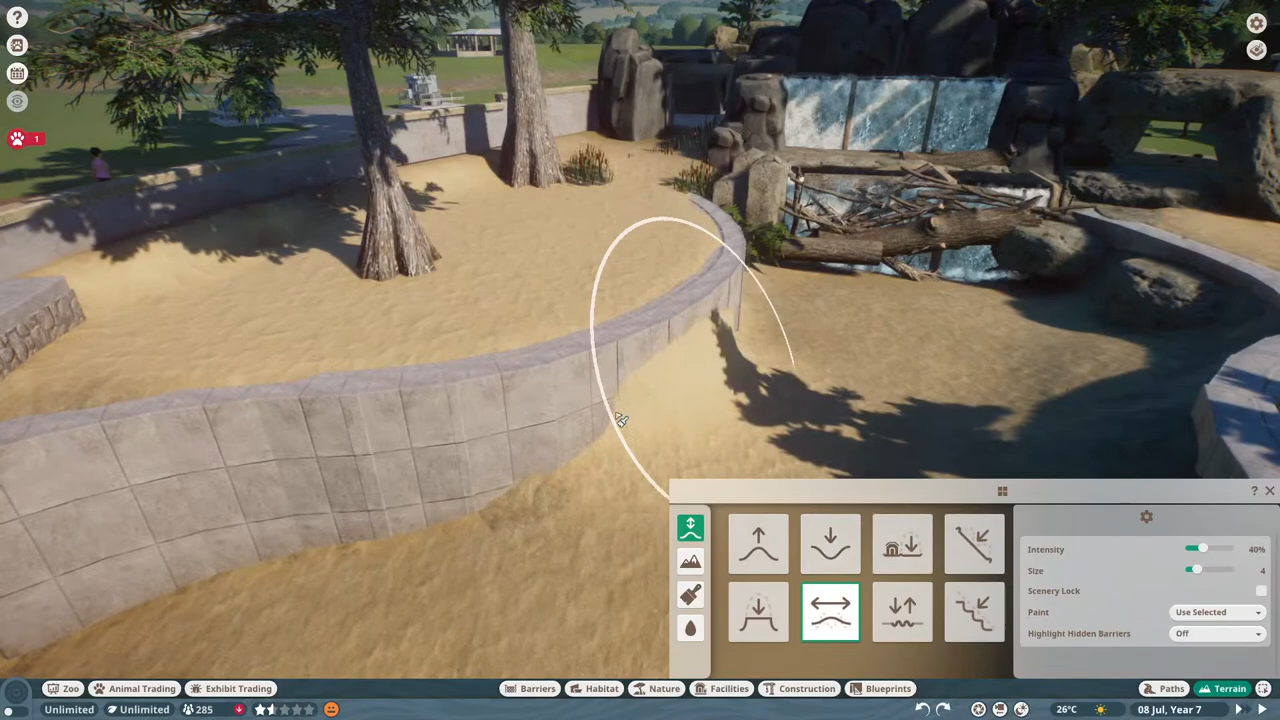 ?
1
? ×
Intensity 40%
Size 4
Scenery Lock
Paint Use Selected
Highlight Hidden Barriers Off
Zoo Animal Trading Exhibit Trading Barriers Habitat Nature Facilities Construction Blueprints Paths Terrain
Unlimited Unlimited 285 26°C 08 Jul, Year 7